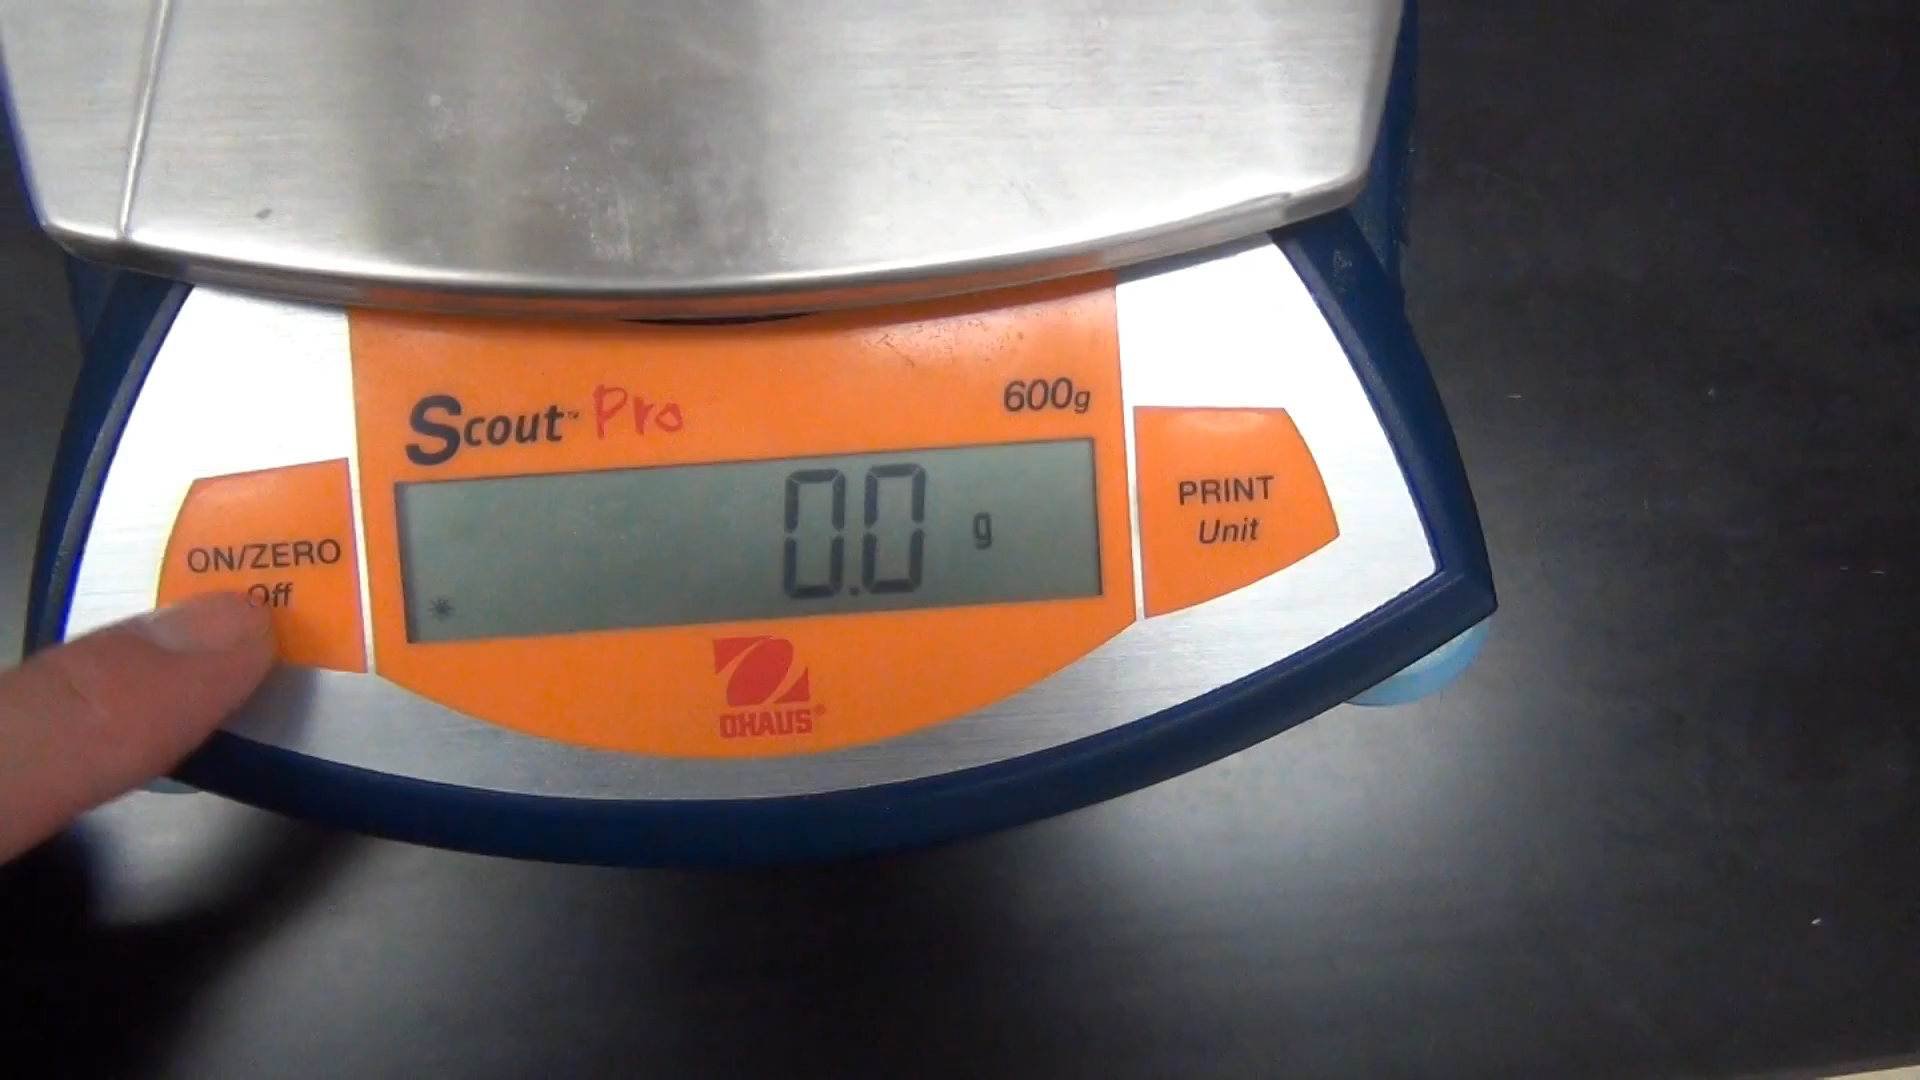 Scout™ Pro
600g
ON/ZERO
Off
0.0 g
PRINT
Unit
OHAUS®